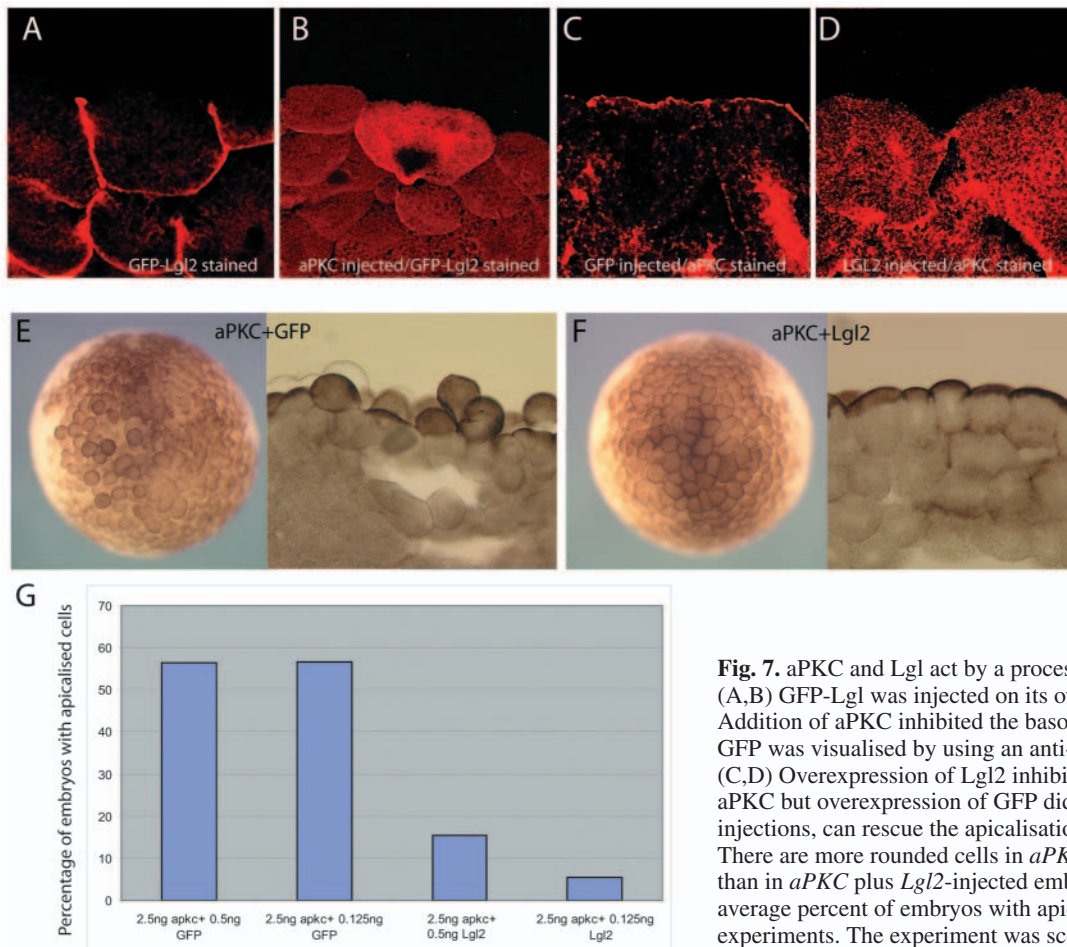 A
B
C
D
GFP-Lgl2 stained
aPKC injected/GFP-Lgl2 stained
GFP injected/aPKC stained
LGL2 injected/aPKC stained
E
aPKC+GFP
F
aPKC+Lgl2
G
Percentage of embryos with apicalised cells
70
60
50
40
30
20
10
0
2.5ng apkc+ 0.5ng
GFP
2.5ng apkc+ 0.125ng
GFP
2.5ng apkc+
0.5ng Lgl2
2.5ng apkc+ 0.125ng
Lgl2
Fig. 7. aPKC and Lgl act by a proces
(A,B) GFP-Lgl was injected on its ov
Addition of aPKC inhibited the baso
GFP was visualised by using an anti-
(C,D) Overexpression of Lgl2 inhibi
aPKC but overexpression of GFP did
injections, can rescue the apicalisatio
There are more rounded cells in aPK
than in aPKC plus Lgl2-injected emb
average percent of embryos with apic
experiments. The experiment was sc